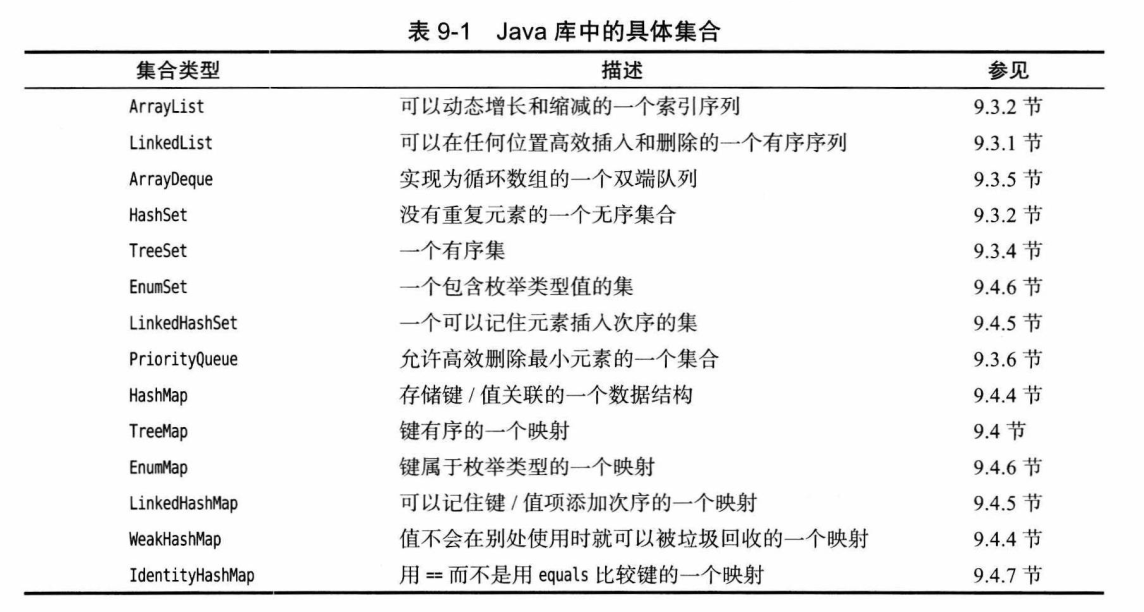 表 9-1 Java 库中的具体集合
集合类型 描述 参见
ArrayList 可以动态增长和缩减的一个索引序列 9.3.2 节
LinkedList 可以在任何位置高效插入和删除的一个有序序列 9.3.1 节
ArrayDeque 实现为循环数组的一个双端队列 9.3.5 节
HashSet 没有重复元素的一个无序集合 9.3.2 节
TreeSet 一个有序集 9.3.4 节
EnumSet 一个包含枚举类型值的集 9.4.6 节
LinkedHashSet 一个可以记住元素插入次序的集 9.4.5 节
PriorityQueue 允许高效删除最小元素的一个集合 9.3.6 节
HashMap 存储键 / 值关联的一个数据结构 9.4.4 节
TreeMap 键有序的一个映射 9.4 节
EnumMap 键属于枚举类型的一个映射 9.4.6 节
LinkedHashMap 可以记住键 / 值项添加次序的一个映射 9.4.5 节
WeakHashMap 值不会在别处使用时就可以被垃圾回收的一个映射 9.4.4 节
IdentityHashMap 用 == 而不是用 equals 比较键的一个映射 9.4.7 节